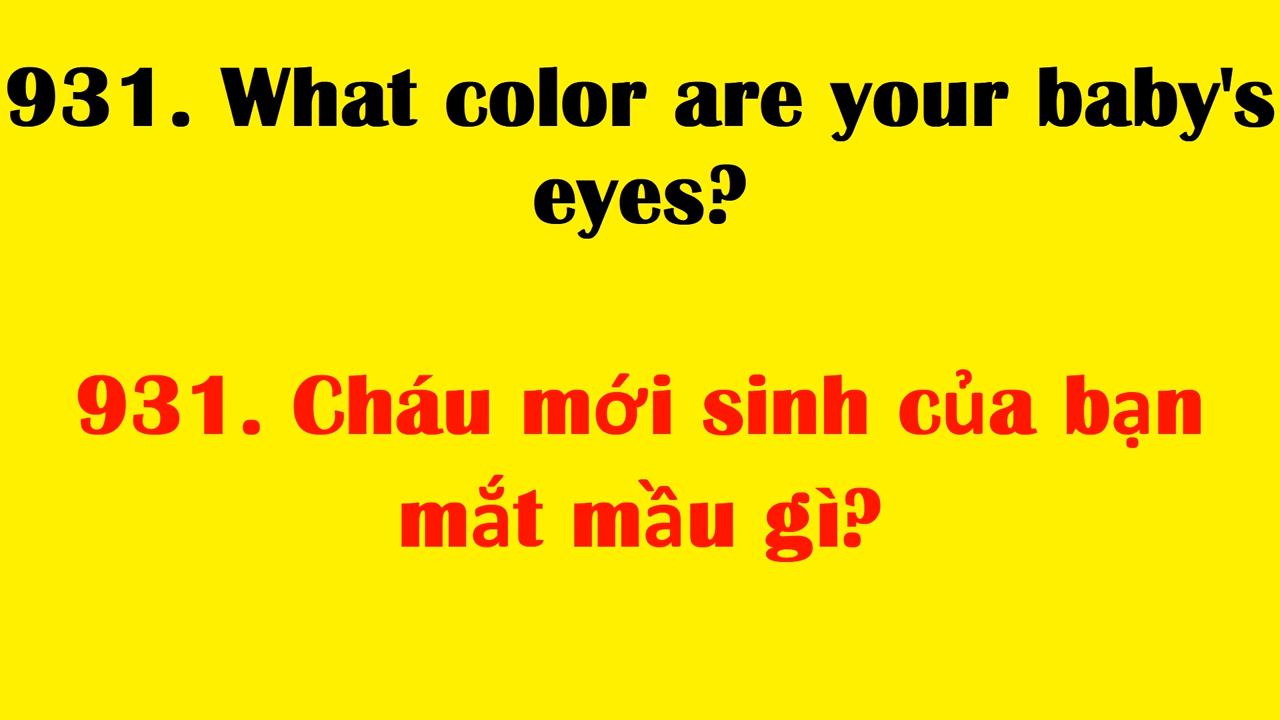 931. What color are your baby's
eyes?
931. Cháu mới sinh của bạn
mắt mầu gì?